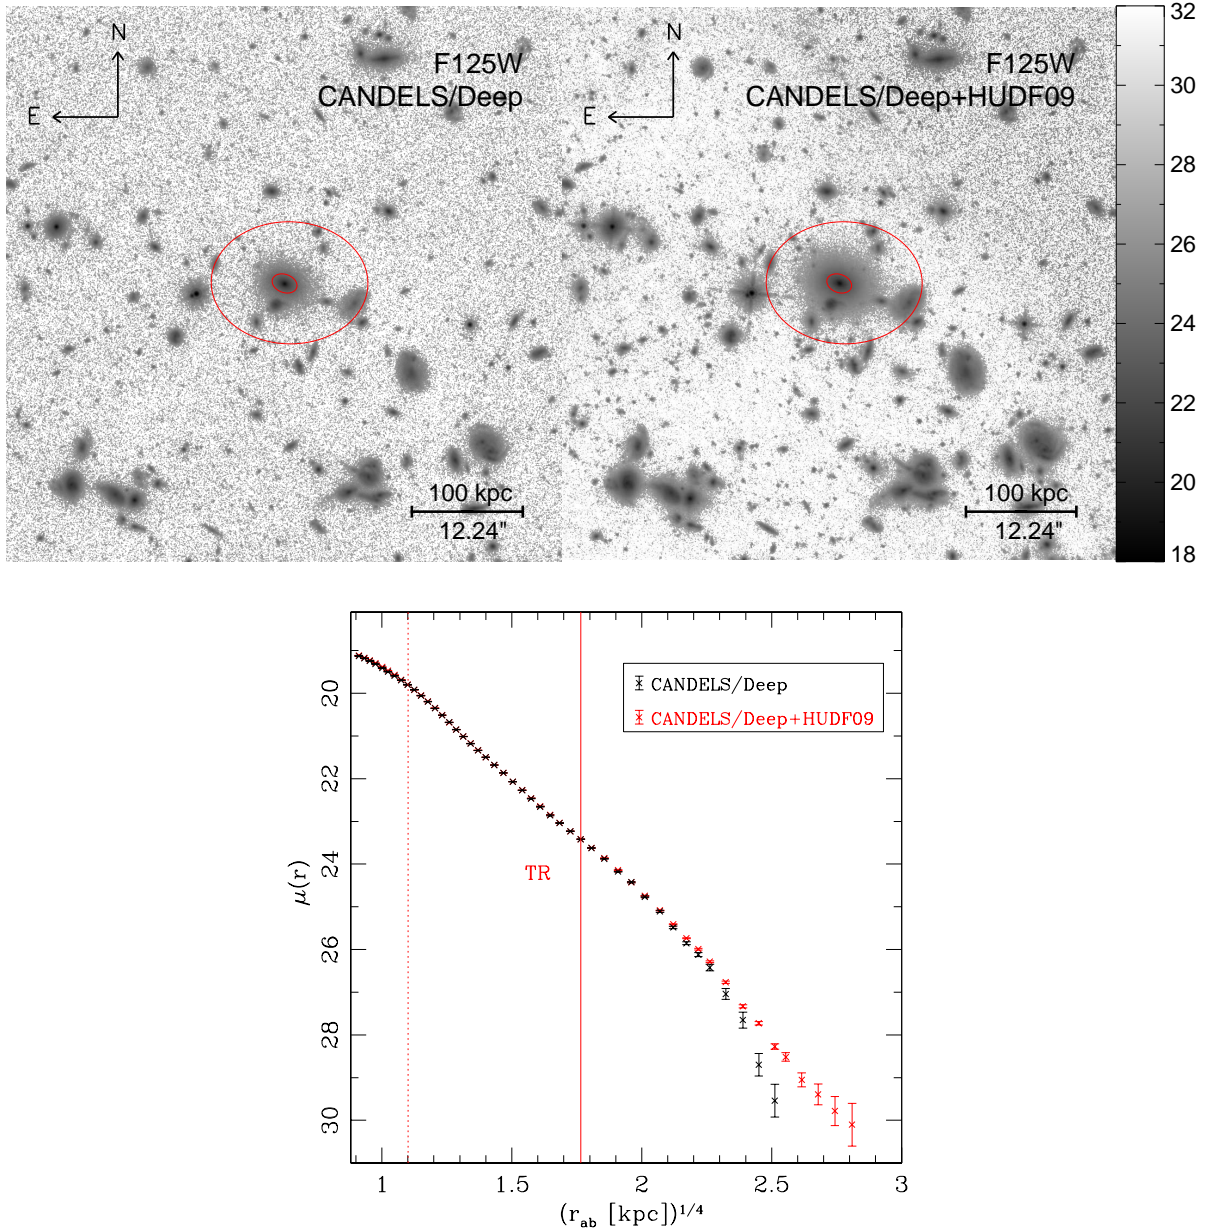 N
F125W
CANDELS/Deep
E
100 kpc
12.24"
N
F125W
CANDELS/Deep+HUDF09
E
100 kpc
12.24"
32
30
28
26
24
22
20
18
CANDELS/Deep
CANDELS/Deep+HUDF09
TR
μ(r)
20
22
24
26
28
30
1
1.5
2
2.5
3
(r_ab [kpc])^1/4